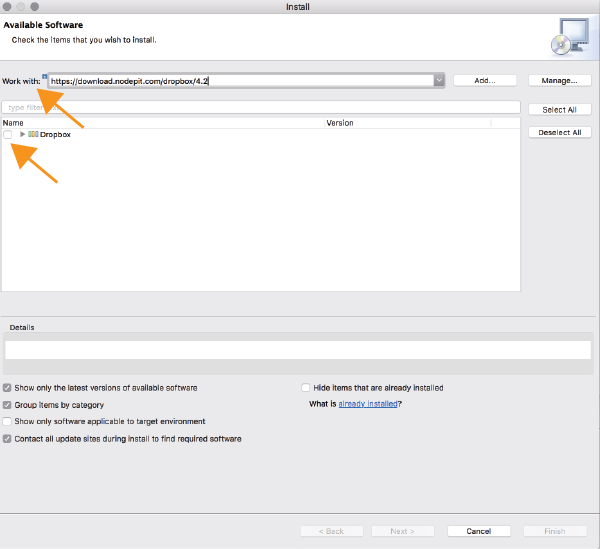 Install
Available Software
Check the items that you wish to install.
Work with: https://download.nodepit.com/dropbox/4.2 Add... Manage...
type filter
Select All
Name Version
Dropbox
Deselect All
Details
Show only the latest versions of available software
Hide items that are already installed
Group items by category
What is already installed?
Show only software applicable to target environment
Contact all update sites during install to find required software
< Back Next > Cancel Finish